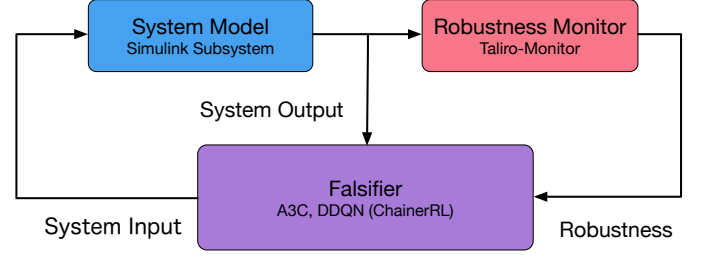 System Model
Simulink Subsystem
Robustness Monitor
Taliro-Monitor
System Output
Falsifier
A3C, DDQN (ChainerRL)
System Input
Robustness